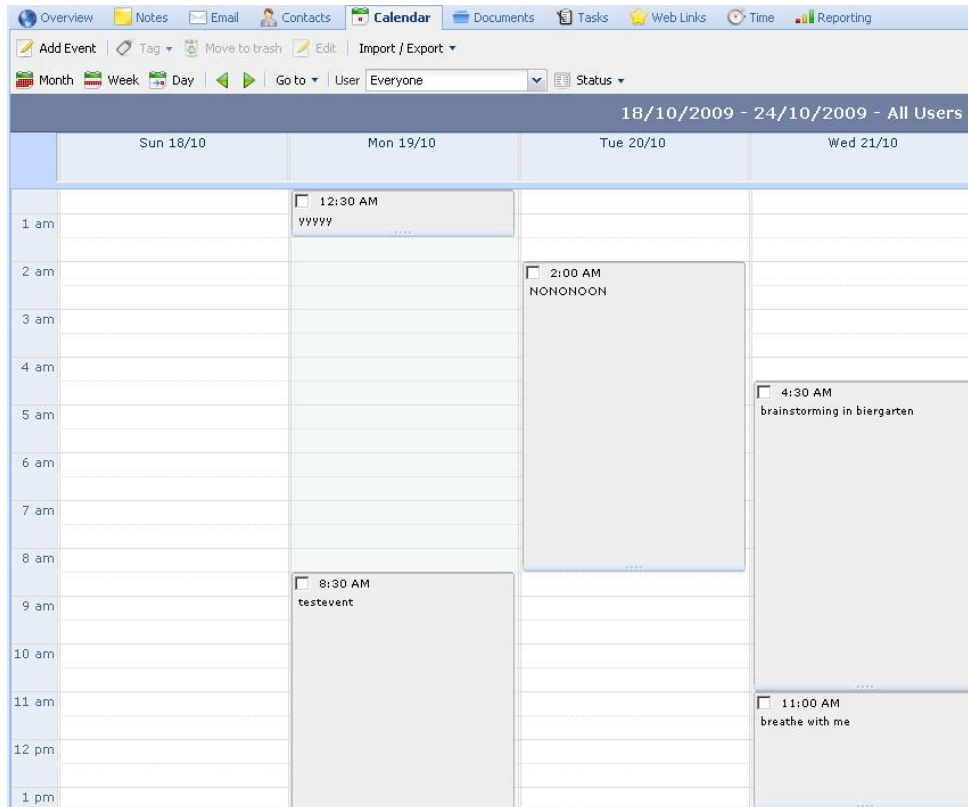 Overview Notes Email Contacts Calendar Documents Tasks Web Links Time Reporting
Add Event Tag Move to trash Edit Import / Export
Month Week Day Go to User Everyone Status
18/10/2009 - 24/10/2009 - All Users
Sun 18/10 Mon 19/10 Tue 20/10 Wed 21/10
12:30 AM
yyyyy
1 am
2 am
2:00 AM
NONONOON
3 am
4 am
4:30 AM
brainstorming in biergarten
5 am
6 am
7 am
8 am
8:30 AM
testevent
9 am
10 am
11 am
11:00 AM
breathe with me
12 pm
1 pm